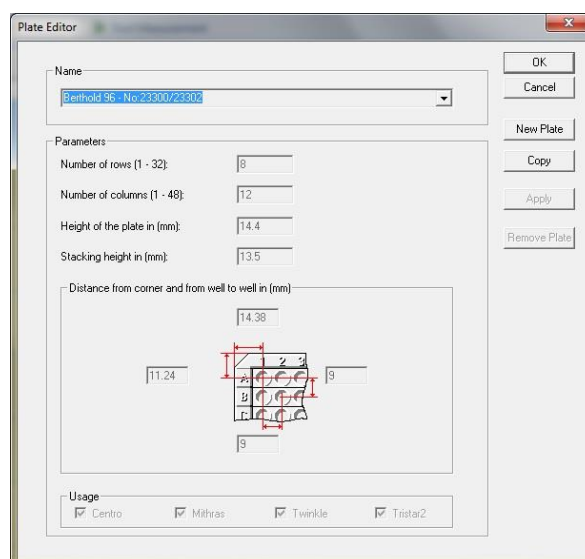 Plate Editor
Name
Berthold 96 - No:23300/23302
OK
Cancel
New Plate
Copy
Apply
Remove Plate
Parameters
Number of rows (1 - 32): 8
Number of columns (1 - 48): 12
Height of the plate in (mm): 14.4
Stacking height in (mm): 13.5
Distance from corner and from well to well in (mm)
14.38
1 2 3
11.24 A 9
B
C
9
Usage
Centro Mithras Twinkle Tristar2